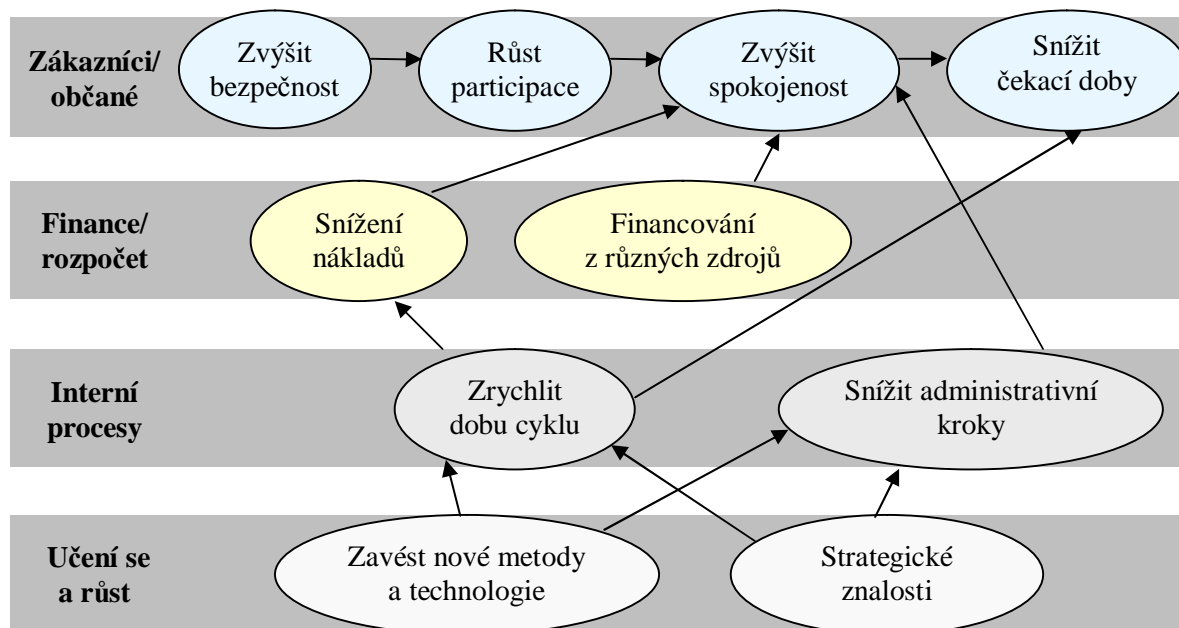 Zákazníci/
občané
Zvýšit
bezpečnost
Růst
participace
Zvýšit
spokojenost
Snížit
čekací doby
Finance/
rozpočet
Snížení
nákladů
Financování
z různých zdrojů
Interní
procesy
Zrychlit
dobu cyklu
Snížit administrativní
kroky
Učení se
a růst
Zavést nové metody
a technologie
Strategické
znalosti